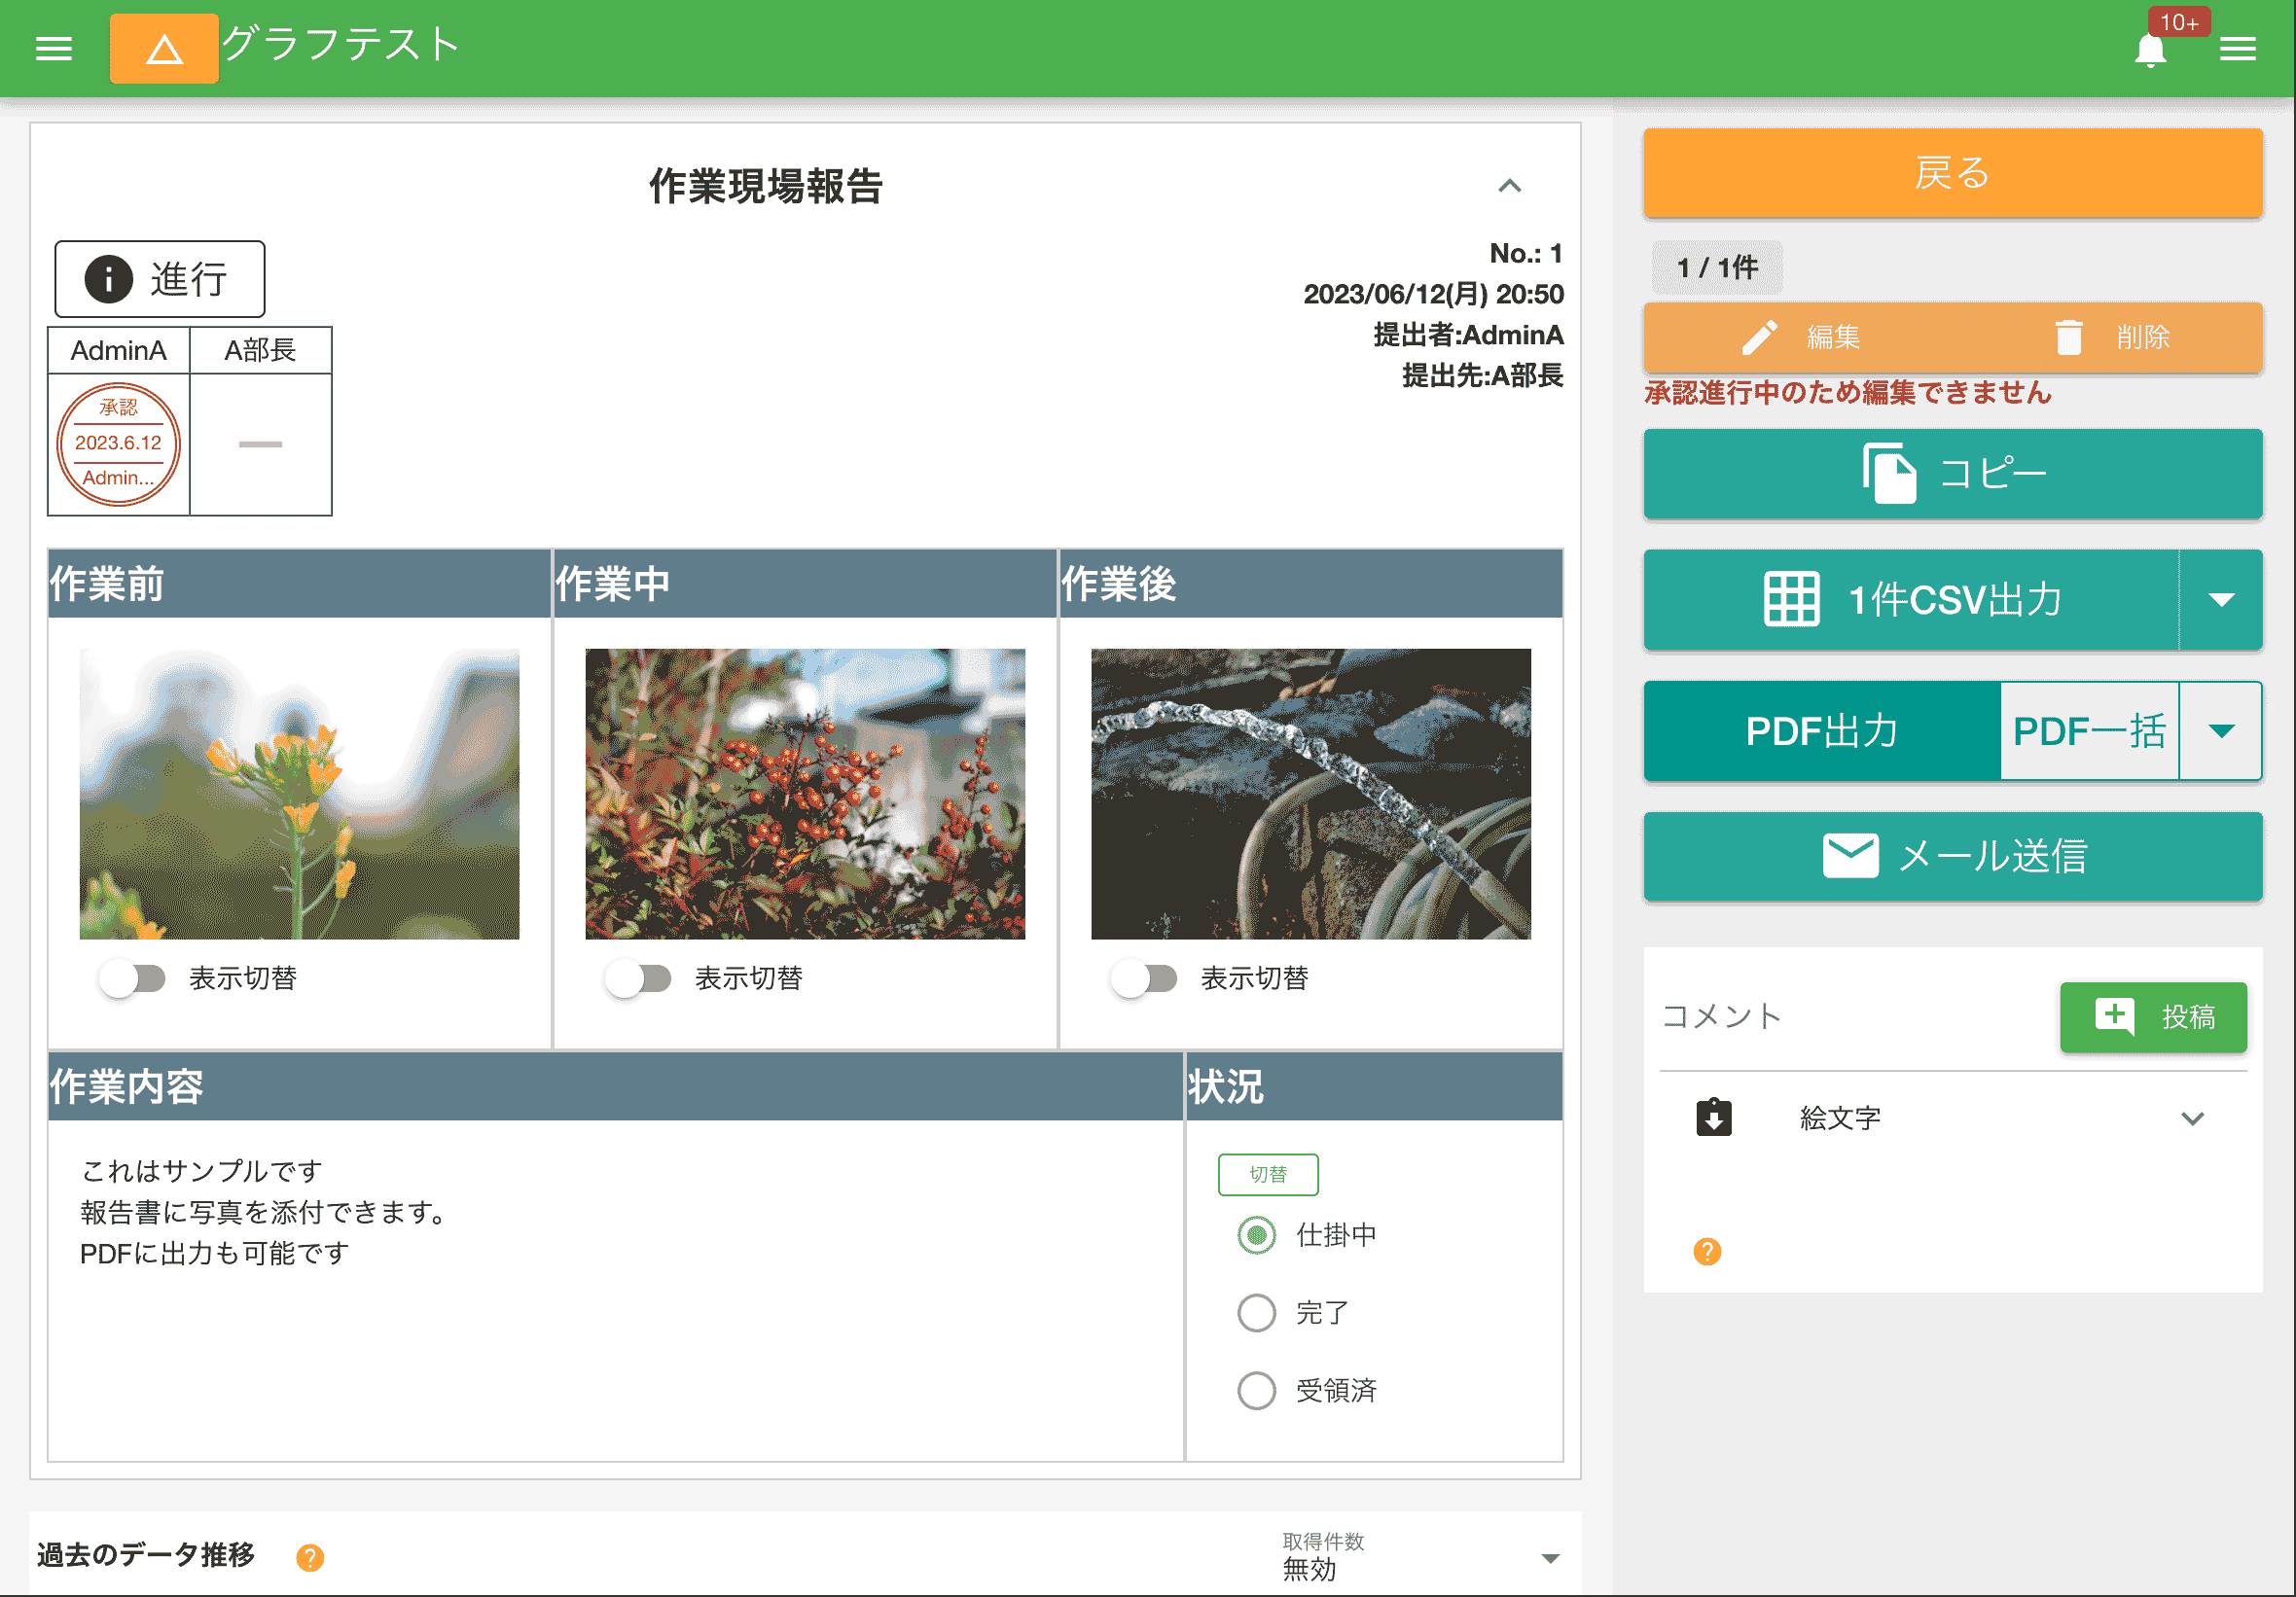 グラフテスト
10+
作業現場報告
進行
No.: 1
2023/06/12(月) 20:50
提出者:AdminA
提出先:A部長
AdminA A部長
承認
2023.6.12
Admin...
作業前 作業中 作業後
表示切替 表示切替 表示切替
作業内容 状況
これはサンプルです
報告書に写真を添付できます。
PDFに出力も可能です
切替
仕掛中
完了
受領済
過去のデータ推移 ?
取得件数
無効
戻る
1 / 1件
編集 削除
承認進行中のため編集できません
コピー
1件CSV出力
PDF出力 PDF一括
メール送信
コメント 投稿
絵文字
?